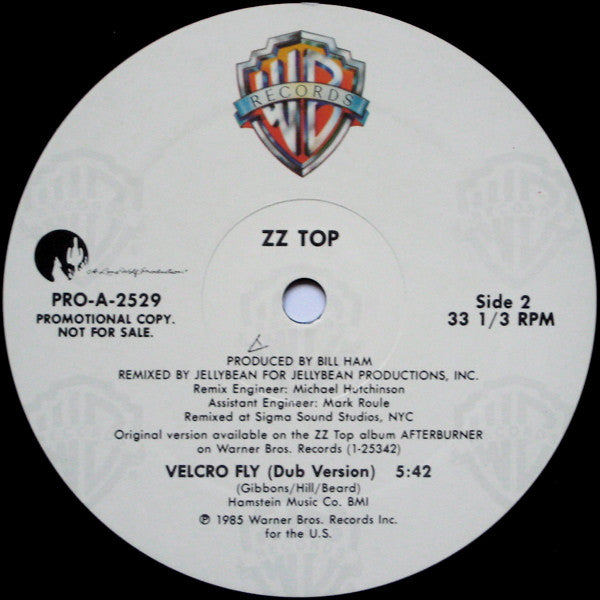 WB
RECORDS
ZZ TOP
A Lone Wolf Production
PRO-A-2529
PROMOTIONAL COPY.
NOT FOR SALE.
Side 2
33 1/3 RPM
PRODUCED BY BILL HAM
REMIXED BY JELLYBEAN FOR JELLYBEAN PRODUCTIONS, INC.
Remix Engineer: Michael Hutchinson
Assistant Engineer: Mark Roule
Remixed at Sigma Sound Studios, NYC
Original version available on the ZZ Top album AFTERBURNER
on Warner Bros. Records (1-25342)
VELCRO FLY (Dub Version) 5:42
(Gibbons/Hill/Beard)
Hamstein Music Co. BMI
℗ 1985 Warner Bros. Records Inc.
for the U.S.